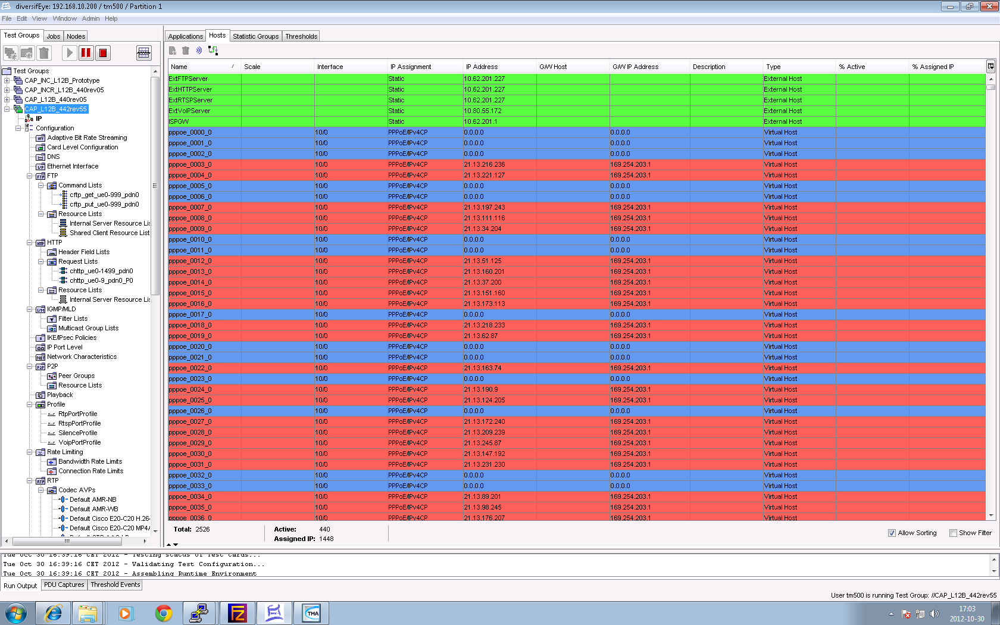 diversifEye: 192.168.10.200 / tm500 / Partition 1
File Edit View Window Admin Help
Test Groups Jobs Nodes
Applications Hosts Statistic Groups Thresholds
Test Groups
CAP_INC_L12B_Prototype
CAP_INCR_L12B_440rev05
CAP_L12B_440rev05
CAP_L12B_442rev55
IP
Configuration
Adaptive Bit Rate Streaming
Card Level Configuration
DNS
Ethernet Interface
FTP
Command Lists
cftp_get_ue0-999_pdn0
cftp_put_ue0-999_pdn0
Resource Lists
Internal Server Resource Lis
Shared Client Resource List
HTTP
Header Field Lists
Request Lists
chttp_ue0-1499_pdn0
chttp_ue0-9_pdn0_P0
Resource Lists
Internal Server Resource Lis
IGMP/MLD
Filter Lists
Multicast Group Lists
IKE/IPsec Policies
IP Port Level
Network Characteristics
P2P
Peer Groups
Resource Lists
Playback
Profile
RtpPortProfile
RtspPortProfile
SilenceProfile
VoipPortProfile
Rate Limiting
Bandwidth Rate Limits
Connection Rate Limits
RTP
Codec AVPs
Default AMR-NB
Default AMR-WB
Default Cisco E20-C20 H.26
Default Cisco E20-C20 MP4A
Name / Scale Interface IP Assignment IP Address G/W Host G/W IP Address Description Type % Active % Assigned IP
ExtFTPServer Static 10.62.201.227 External Host
ExtHTTPServer Static 10.62.201.227 External Host
ExtRTSPServer Static 10.62.201.227 External Host
ExtVoIPServer Static 10.80.55.172 External Host
ISPGW Static 10.62.201.1 External Host
pppoe_0000_0 10/0 PPPoE/IPv4CP 0.0.0.0 0.0.0.0 Virtual Host
pppoe_0001_0 10/0 PPPoE/IPv4CP 0.0.0.0 0.0.0.0 Virtual Host
pppoe_0002_0 10/0 PPPoE/IPv4CP 0.0.0.0 0.0.0.0 Virtual Host
pppoe_0003_0 10/0 PPPoE/IPv4CP 21.13.216.236 169.254.203.1 Virtual Host
pppoe_0004_0 10/0 PPPoE/IPv4CP 21.13.221.127 169.254.203.1 Virtual Host
pppoe_0005_0 10/0 PPPoE/IPv4CP 0.0.0.0 0.0.0.0 Virtual Host
pppoe_0006_0 10/0 PPPoE/IPv4CP 0.0.0.0 0.0.0.0 Virtual Host
pppoe_0007_0 10/0 PPPoE/IPv4CP 21.13.197.243 169.254.203.1 Virtual Host
pppoe_0008_0 10/0 PPPoE/IPv4CP 21.13.111.116 169.254.203.1 Virtual Host
pppoe_0009_0 10/0 PPPoE/IPv4CP 21.13.34.204 169.254.203.1 Virtual Host
pppoe_0010_0 10/0 PPPoE/IPv4CP 0.0.0.0 0.0.0.0 Virtual Host
pppoe_0011_0 10/0 PPPoE/IPv4CP 0.0.0.0 0.0.0.0 Virtual Host
pppoe_0012_0 10/0 PPPoE/IPv4CP 21.13.51.125 169.254.203.1 Virtual Host
pppoe_0013_0 10/0 PPPoE/IPv4CP 21.13.160.201 169.254.203.1 Virtual Host
pppoe_0014_0 10/0 PPPoE/IPv4CP 21.13.37.200 169.254.203.1 Virtual Host
pppoe_0015_0 10/0 PPPoE/IPv4CP 21.13.151.160 169.254.203.1 Virtual Host
pppoe_0016_0 10/0 PPPoE/IPv4CP 21.13.173.113 169.254.203.1 Virtual Host
pppoe_0017_0 10/0 PPPoE/IPv4CP 0.0.0.0 0.0.0.0 Virtual Host
pppoe_0018_0 10/0 PPPoE/IPv4CP 21.13.218.233 169.254.203.1 Virtual Host
pppoe_0019_0 10/0 PPPoE/IPv4CP 21.13.62.87 169.254.203.1 Virtual Host
pppoe_0020_0 10/0 PPPoE/IPv4CP 0.0.0.0 0.0.0.0 Virtual Host
pppoe_0021_0 10/0 PPPoE/IPv4CP 0.0.0.0 0.0.0.0 Virtual Host
pppoe_0022_0 10/0 PPPoE/IPv4CP 21.13.163.74 169.254.203.1 Virtual Host
pppoe_0023_0 10/0 PPPoE/IPv4CP 0.0.0.0 0.0.0.0 Virtual Host
pppoe_0024_0 10/0 PPPoE/IPv4CP 21.13.190.9 169.254.203.1 Virtual Host
pppoe_0025_0 10/0 PPPoE/IPv4CP 21.13.124.205 169.254.203.1 Virtual Host
pppoe_0026_0 10/0 PPPoE/IPv4CP 0.0.0.0 0.0.0.0 Virtual Host
pppoe_0027_0 10/0 PPPoE/IPv4CP 21.13.172.240 169.254.203.1 Virtual Host
pppoe_0028_0 10/0 PPPoE/IPv4CP 21.13.209.239 169.254.203.1 Virtual Host
pppoe_0029_0 10/0 PPPoE/IPv4CP 21.13.245.87 169.254.203.1 Virtual Host
pppoe_0030_0 10/0 PPPoE/IPv4CP 21.13.147.192 169.254.203.1 Virtual Host
pppoe_0031_0 10/0 PPPoE/IPv4CP 21.13.231.230 169.254.203.1 Virtual Host
pppoe_0032_0 10/0 PPPoE/IPv4CP 0.0.0.0 0.0.0.0 Virtual Host
pppoe_0033_0 10/0 PPPoE/IPv4CP 0.0.0.0 0.0.0.0 Virtual Host
pppoe_0034_0 10/0 PPPoE/IPv4CP 21.13.89.201 169.254.203.1 Virtual Host
pppoe_0035_0 10/0 PPPoE/IPv4CP 21.13.98.245 169.254.203.1 Virtual Host
pppoe_0036_0 10/0 PPPoE/IPv4CP 21.13.176.207 169.254.203.1 Virtual Host
Total: 2526 Active: 440
Assigned IP: 1448
Allow Sorting Show Filter
Tue Oct 30 16:39:16 CET 2012 - Testing status of Test Cards...
Tue Oct 30 16:39:16 CET 2012 - Validating Test Configuration...
Tue Oct 30 16:39:16 CET 2012 - Assembling Runtime Environment
Run Output PDU Captures Threshold Events
User tm500 is running Test Group: //CAP_L12B_442rev55
FZ
TMA
17:03
2012-10-30